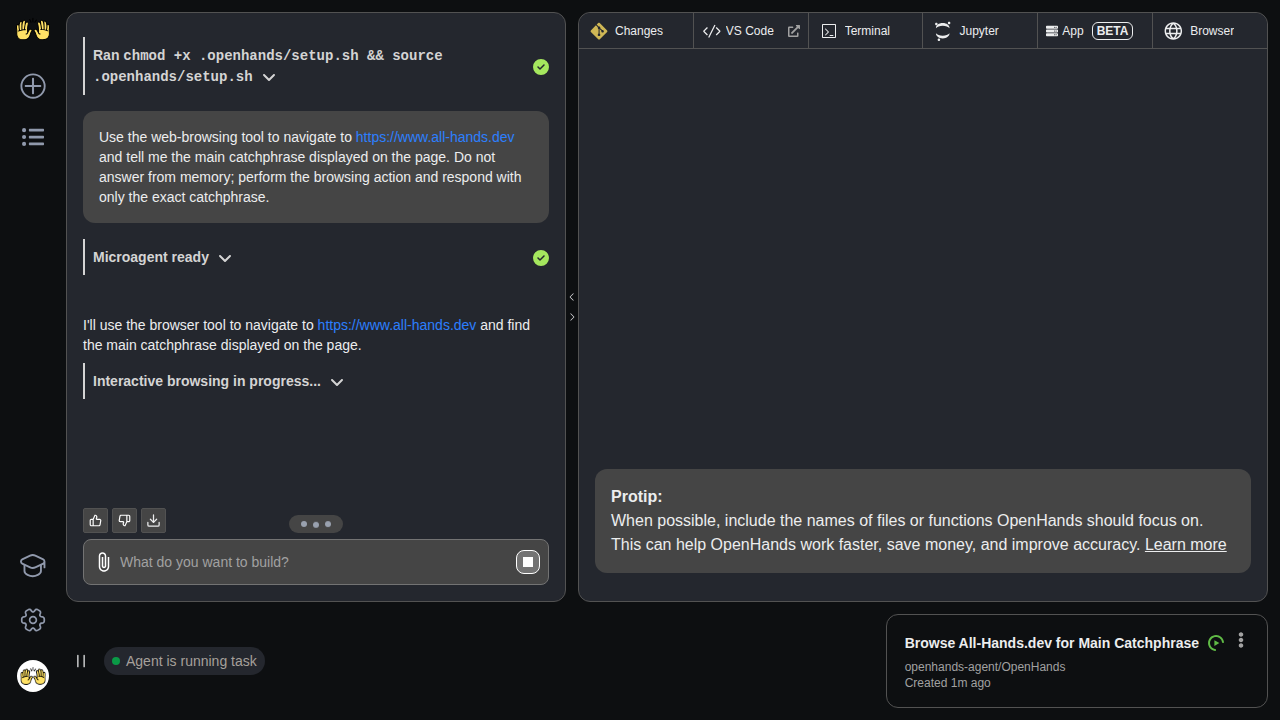 Ran chmod +x .openhands/setup.sh && source
.openhands/setup.sh
Use the web-browsing tool to navigate to https://www.all-hands.dev
and tell me the main catchphrase displayed on the page. Do not
answer from memory; perform the browsing action and respond with
only the exact catchphrase.
Microagent ready
I'll use the browser tool to navigate to https://www.all-hands.dev and find
the main catchphrase displayed on the page.
Interactive browsing in progress...
What do you want to build?
Agent is running task
Changes
VS Code
Terminal
Jupyter
App BETA
Browser
Protip:
When possible, include the names of files or functions OpenHands should focus on.
This can help OpenHands work faster, save money, and improve accuracy. Learn more
Browse All-Hands.dev for Main Catchphrase
openhands-agent/OpenHands
Created 1m ago